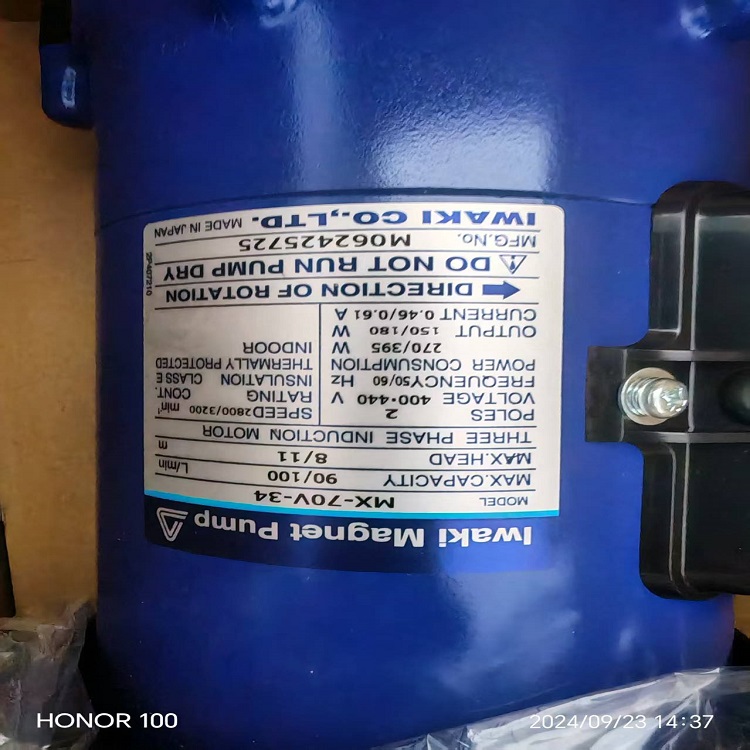 Iwaki Magnet Pump
MODEL MX-70V-34
MAX.CAPACITY 90/100 L/min
MAX.HEAD 8/11 m
THREE PHASE INDUCTION MOTOR
POLES 2
VOLTAGE 400·440 V
FREQUENCY 50/60 Hz
POWER CONSUMPTION
270/395 W
OUTPUT 150/180 W
CURRENT 0.46/0.61 A
SPEED 2800/3200 min⁻¹
RATING CONT.
INSULATION CLASS E
THERMALLY PROTECTED
INDOOR
DIRECTION OF ROTATION
DO NOT RUN PUMP DRY
MFG.No. M062425725
IWAKI CO.,LTD. MADE IN JAPAN
HONOR 100
2024/09/23 14:37